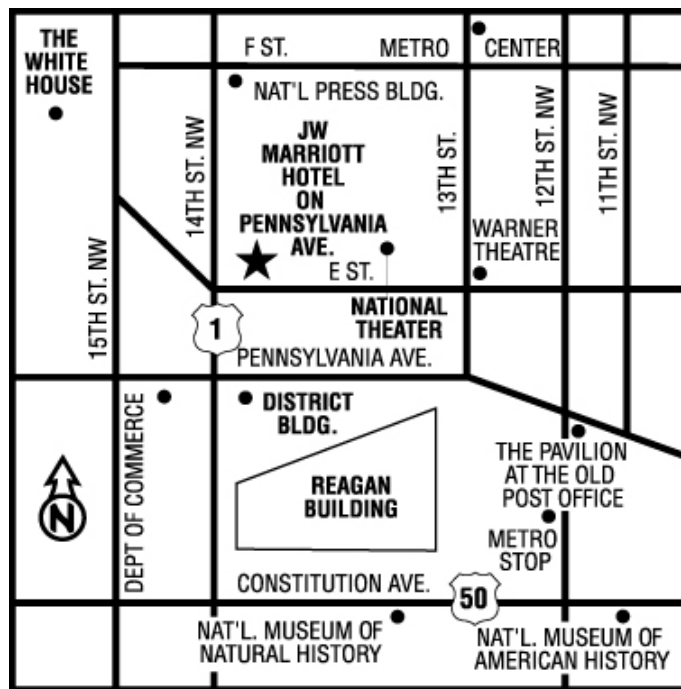 THE
WHITE
HOUSE
F ST.
METRO
CENTER
NAT'L PRESS BLDG.
JW
MARRIOTT
HOTEL
ON
PENNSYLVANIA
AVE.
14TH ST. NW
13TH ST.
12TH ST. NW
11TH ST. NW
WARNER
THEATRE
E ST.
15TH ST. NW
1
NATIONAL
THEATER
PENNSYLVANIA AVE.
DEPT OF COMMERCE
DISTRICT
BLDG.
REAGAN
BUILDING
THE PAVILION
AT THE OLD
POST OFFICE
METRO
STOP
N
CONSTITUTION AVE.
50
NAT'L. MUSEUM OF
NATURAL HISTORY
NAT'L. MUSEUM OF
AMERICAN HISTORY